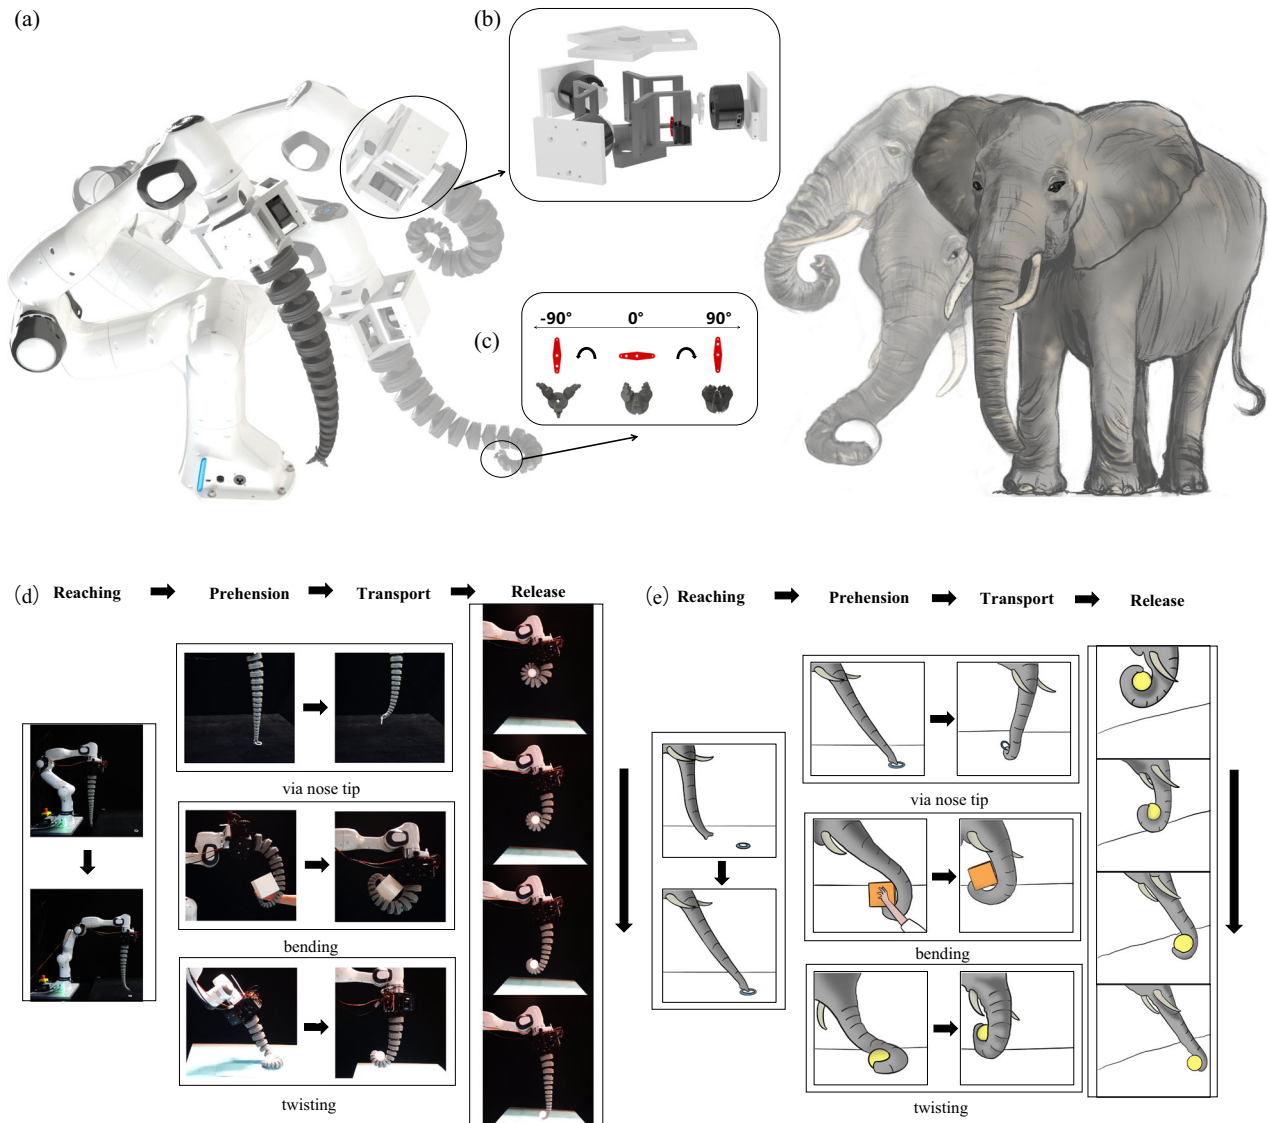 (a)
(b)
(c)
-90° 0° 90°
(d) Reaching Prehension Transport Release
via nose tip
bending
twisting
(e) Reaching Prehension Transport Release
via nose tip
bending
twisting